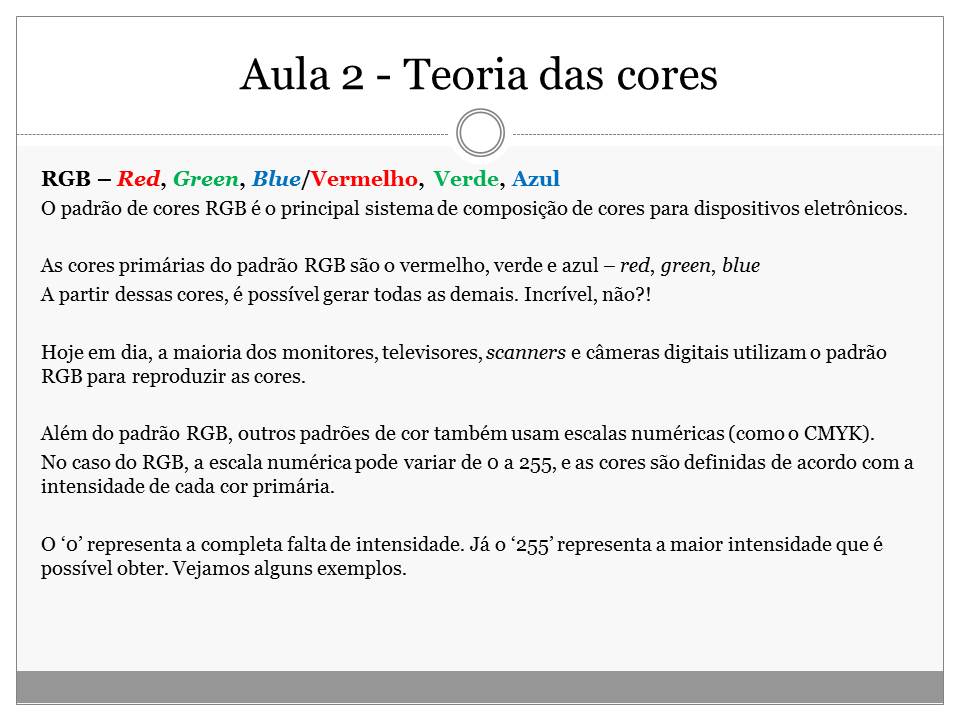 Aula 2 - Teoria das cores
RGB – Red, Green, Blue/Vermelho, Verde, Azul
O padrão de cores RGB é o principal sistema de composição de cores para dispositivos eletrônicos.
As cores primárias do padrão RGB são o vermelho, verde e azul – red, green, blue
A partir dessas cores, é possível gerar todas as demais. Incrível, não?!
Hoje em dia, a maioria dos monitores, televisores, scanners e câmeras digitais utilizam o padrão
RGB para reproduzir as cores.
Além do padrão RGB, outros padrões de cor também usam escalas numéricas (como o CMYK).
No caso do RGB, a escala numérica pode variar de 0 a 255, e as cores são definidas de acordo com a
intensidade de cada cor primária.
O ‘0’ representa a completa falta de intensidade. Já o ‘255’ representa a maior intensidade que é
possível obter. Vejamos alguns exemplos.